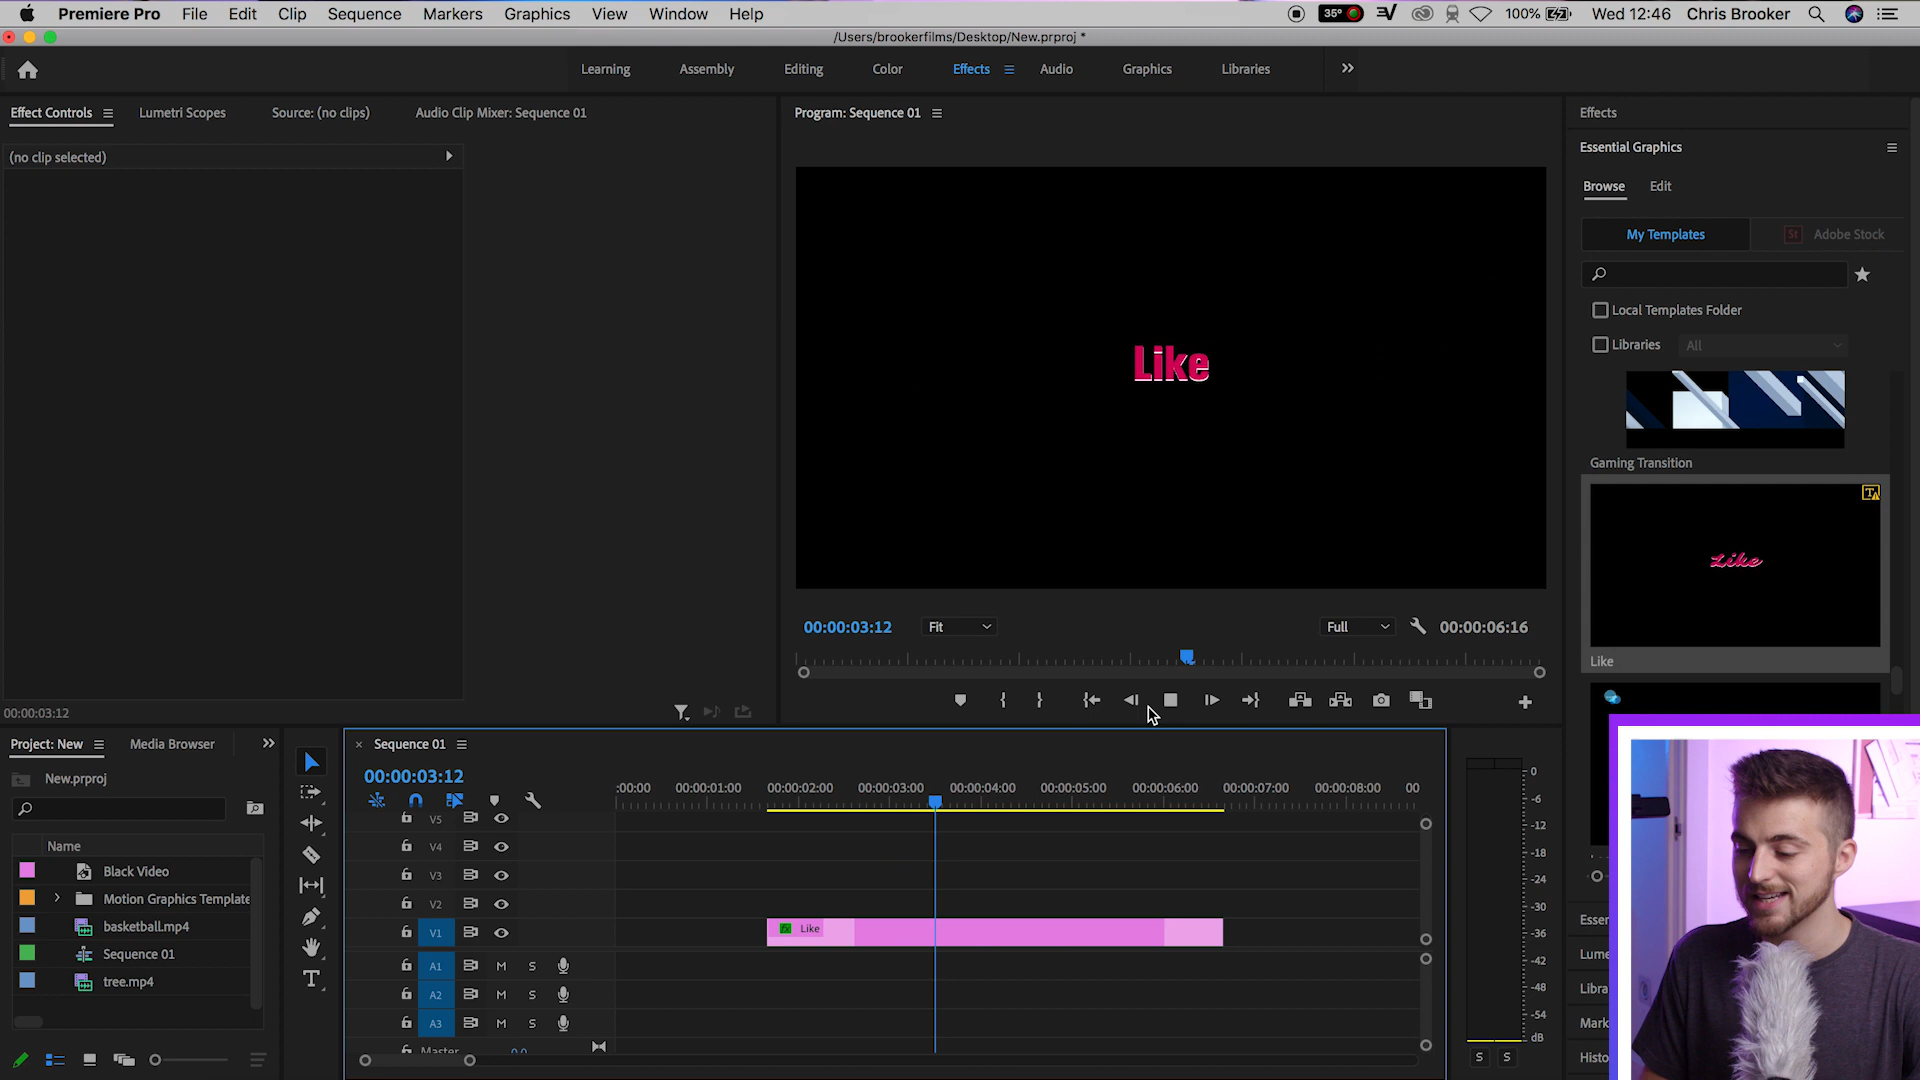 Premiere Pro File Edit Clip Sequence Markers Graphics View Window Help 35° 100% Wed 12:46 Chris Brooker
/Users/brookerfilms/Desktop/New.prproj *
Learning Assembly Editing Color Effects Audio Graphics Libraries
Effect Controls Lumetri Scopes Source: (no clips) Audio Clip Mixer: Sequence 01
(no clip selected)
00:00:03:12
Program: Sequence 01
Like
00:00:03:12 Fit Full 00:00:06:16
Effects
Essential Graphics
Browse Edit
My Templates St Adobe Stock
Local Templates Folder
Libraries All
Gaming Transition
Like
Like
Project: New Media Browser
New.prproj
Name
Black Video
Motion Graphics Template
basketball.mp4
Sequence 01
tree.mp4
Sequence 01
00:00:03:12
:00:00 00:00:01:00 00:00:02:00 00:00:03:00 00:00:04:00 00:00:05:00 00:00:06:00 00:00:07:00 00:00:08:00 00
V5
V4
V3
V2
V1 fx Like
A1 M S
A2 M S
A3 M S
Master 0.0
0
-6
-12
-18
-24
-30
-36
-42
-48
-54
dB
S S
Essen
Lume
Libra
Mark
Histo